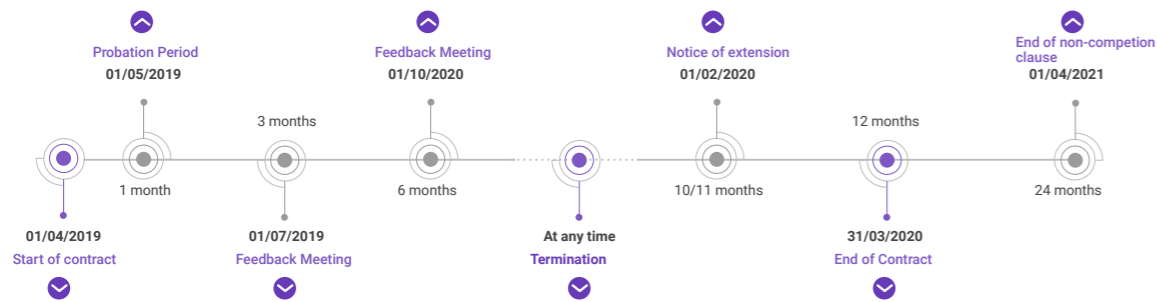 Probation Period
01/05/2019
Feedback Meeting
01/10/2020
Notice of extension
01/02/2020
End of non-competion
clause
01/04/2021
3 months
12 months
1 month
6 months
10/11 months
24 months
01/04/2019
Start of contract
01/07/2019
Feedback Meeting
At any time
Termination
31/03/2020
End of Contract